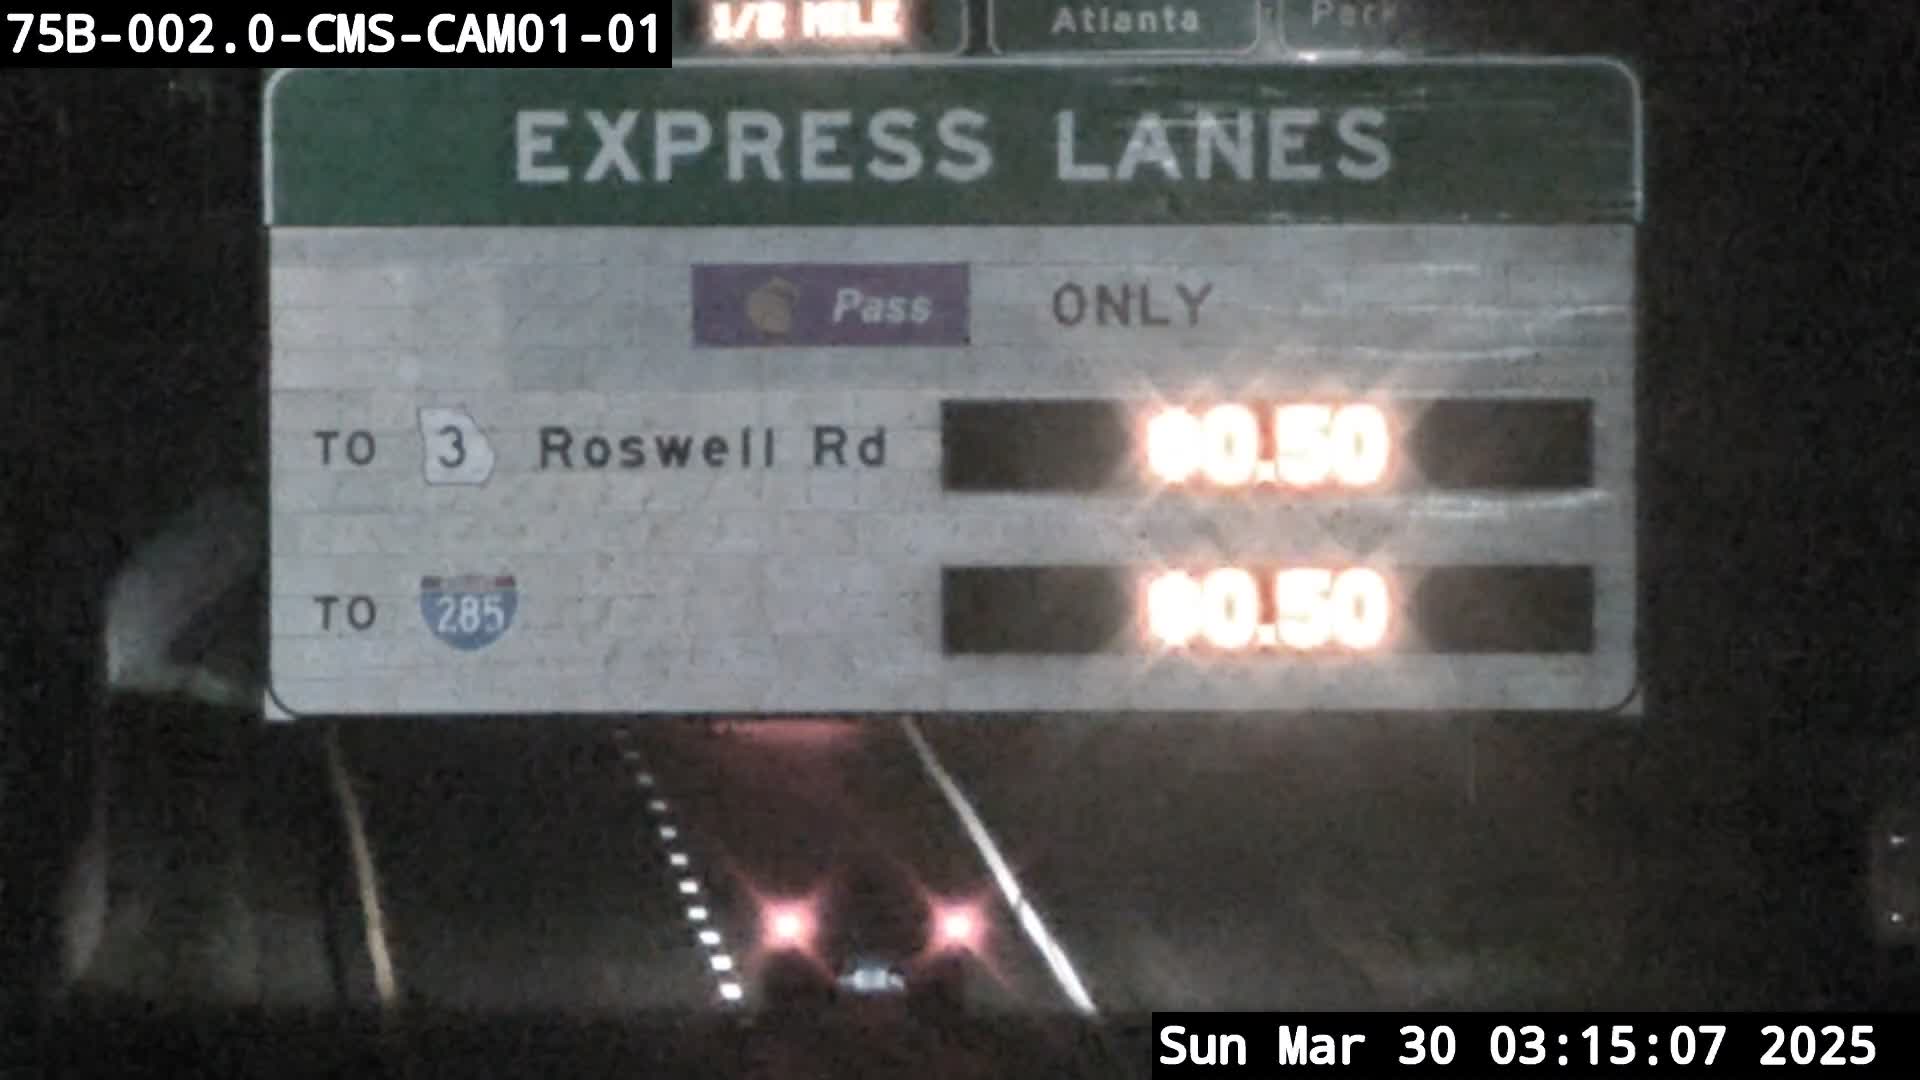 75B-002.0-CMS-CAM01-01
1/2 MILE
Atlanta
Park
EXPRESS LANES
Pass ONLY
TO 3 Roswell Rd $0.50
TO 285 $0.50
Sun Mar 30 03:15:07 2025